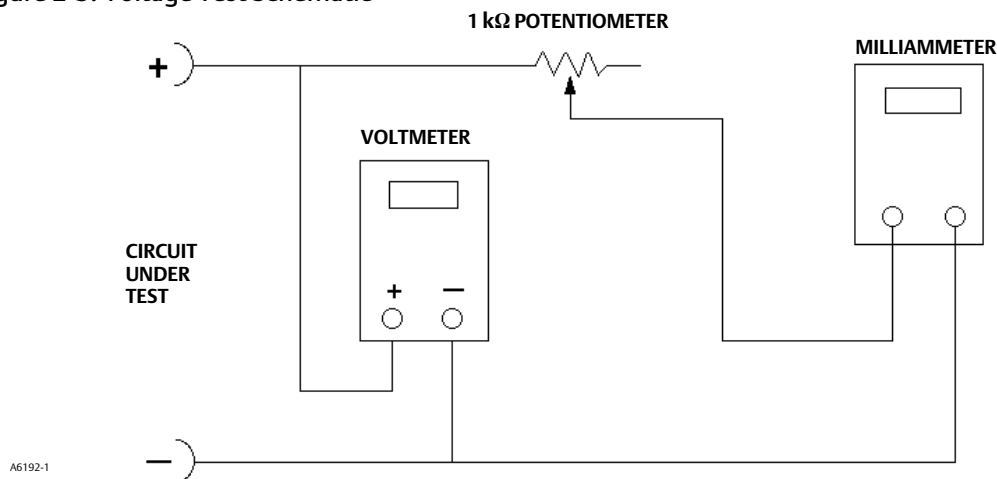 1 kΩ POTENTIOMETER
MILLIAMMETER
+
VOLTMETER
CIRCUIT
UNDER
TEST
+ —
—
A6192-1